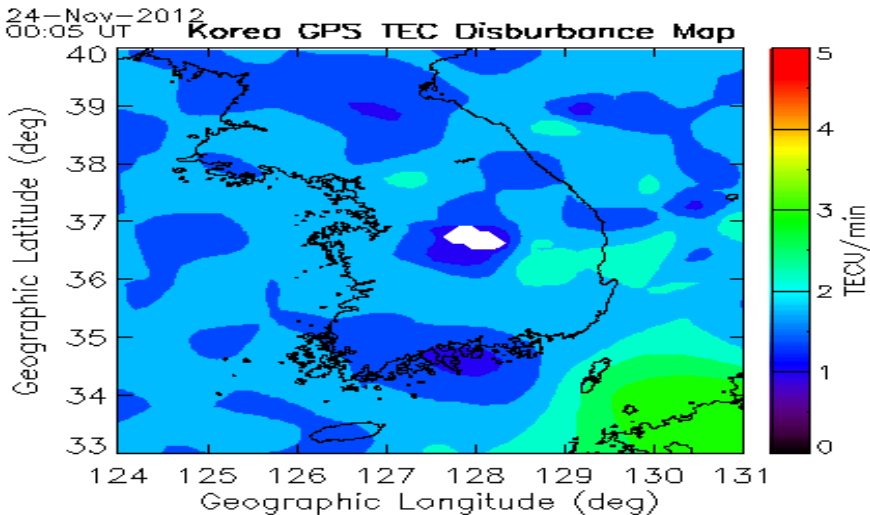 24-Nov-2012
00:05 UT
Korea GPS TEC Disburbance Map
40
39
38
37
36
35
34
33
Geographic Latitude (deg)
124 125 126 127 128 129 130 131
Geographic Longitude (deg)
5
4
3
2
1
0
TECU/min